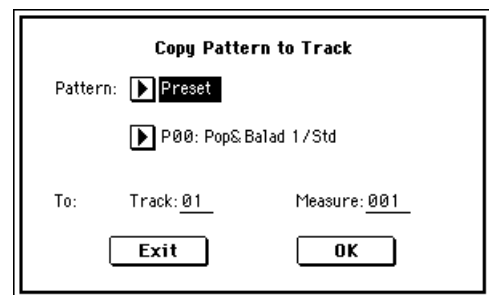 Copy Pattern to Track
Pattern: Preset
P00: Pop& Balad 1/Std
To: Track: 01 Measure: 001
Exit OK